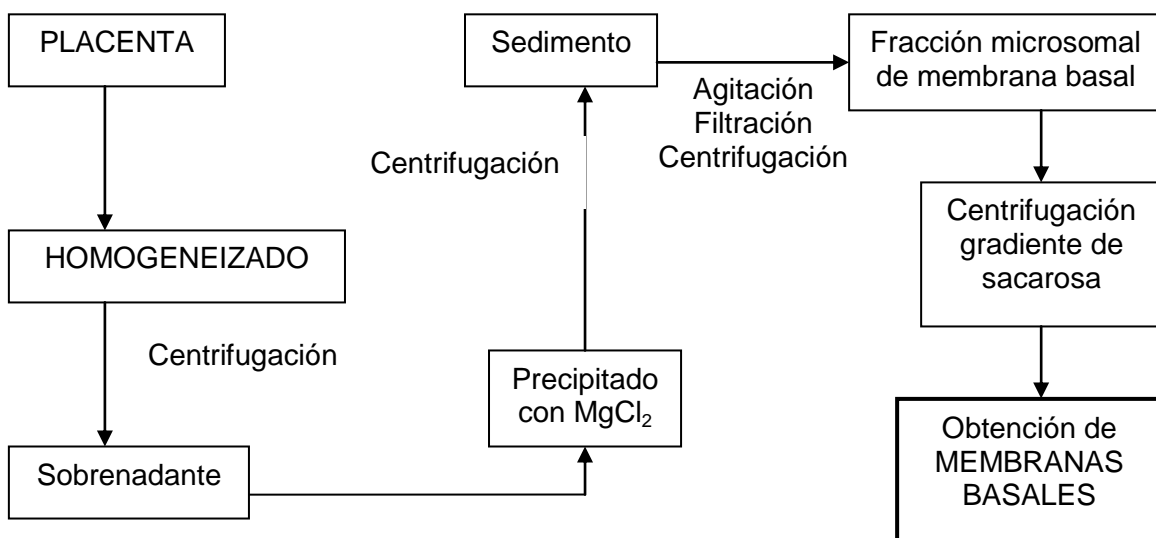 PLACENTA
HOMOGENEIZADO
Centrifugación
Sobrenadante
Precipitado
con MgCl₂
Centrifugación
Sedimento
Agitación
Filtración
Centrifugación
Fracción microsomal
de membrana basal
Centrifugación
gradiente de
sacarosa
Obtención de
MEMBRANAS
BASALES